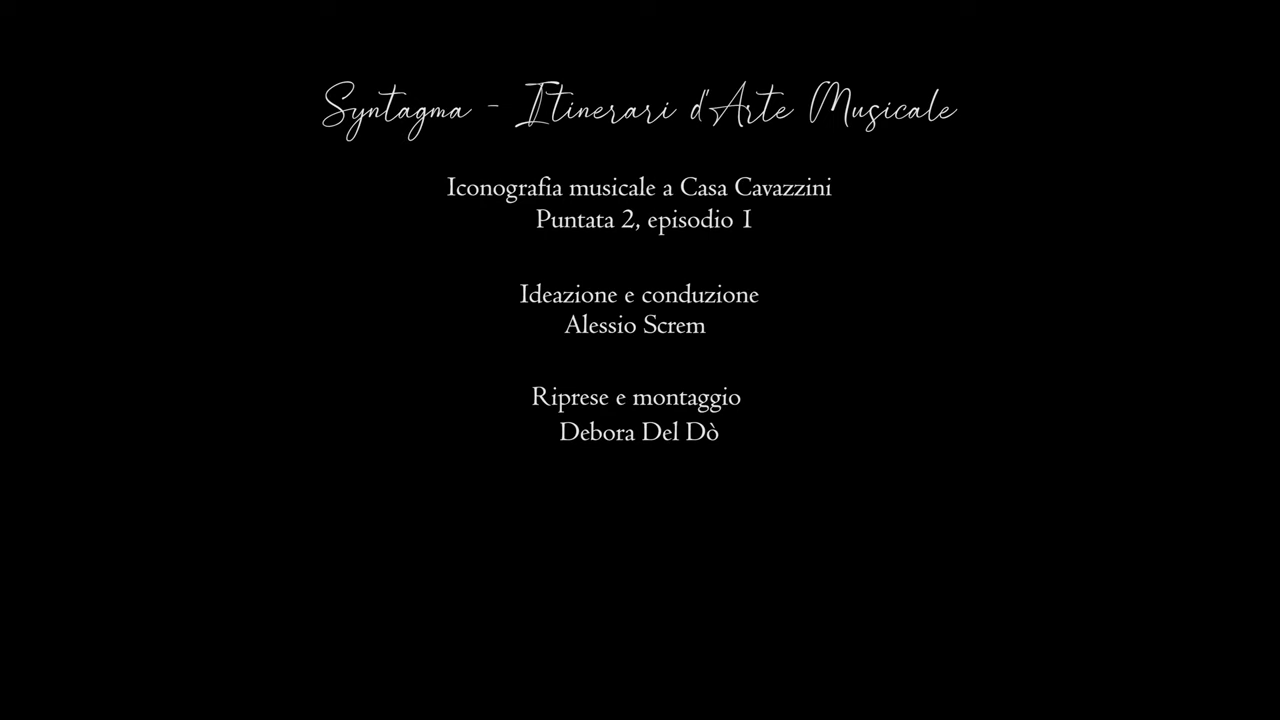 Syntagma - Itinerari d'Arte Musicale
Iconografia musicale a Casa Cavazzini
Puntata 2, episodio 1
Ideazione e conduzione
Alessio Screm
Riprese e montaggio
Debora Del Dò